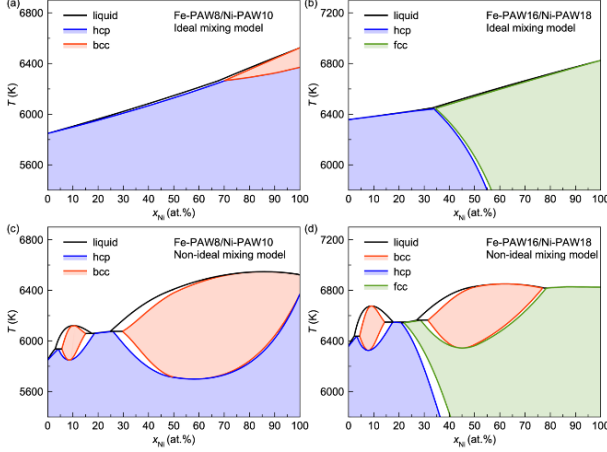 (a)
6800
6400
6000
5600
T (K)
liquid
hcp
bcc
Fe-PAW8/Ni-PAW10
Ideal mixing model
0 10 20 30 40 50 60 70 80 90 100
xNi (at.%)
(b)
7200
6800
6400
6000
T (K)
liquid
hcp
fcc
Fe-PAW16/Ni-PAW18
Ideal mixing model
0 10 20 30 40 50 60 70 80 90 100
xNi (at.%)
(c)
6800
6400
6000
5600
T (K)
liquid
hcp
bcc
Fe-PAW8/Ni-PAW10
Non-ideal mixing model
0 10 20 30 40 50 60 70 80 90 100
xNi (at.%)
(d)
7200
6800
6400
6000
T (K)
liquid
bcc
hcp
fcc
Fe-PAW16/Ni-PAW18
Non-ideal mixing model
0 10 20 30 40 50 60 70 80 90 100
xNi (at.%)